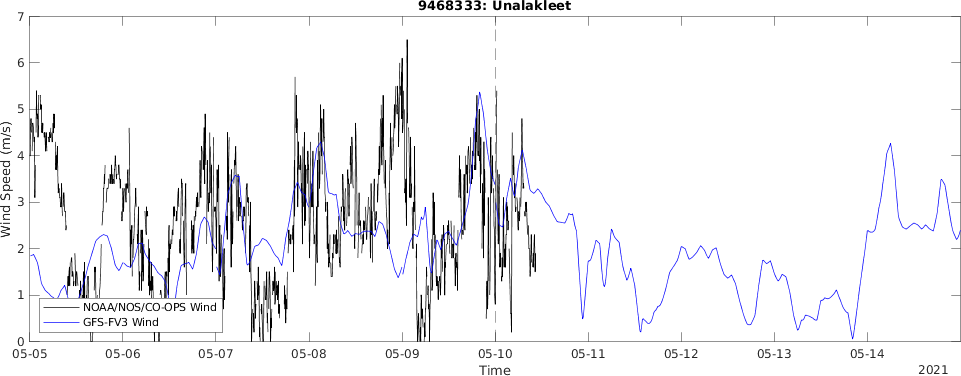 9468333: Unalakleet
7
6
5
4
3
2
1
0
Wind Speed (m/s)
NOAA/NOS/CO-OPS Wind
GFS-FV3 Wind
05-05 05-06 05-07 05-08 05-09 05-10 05-11 05-12 05-13 05-14
Time
2021